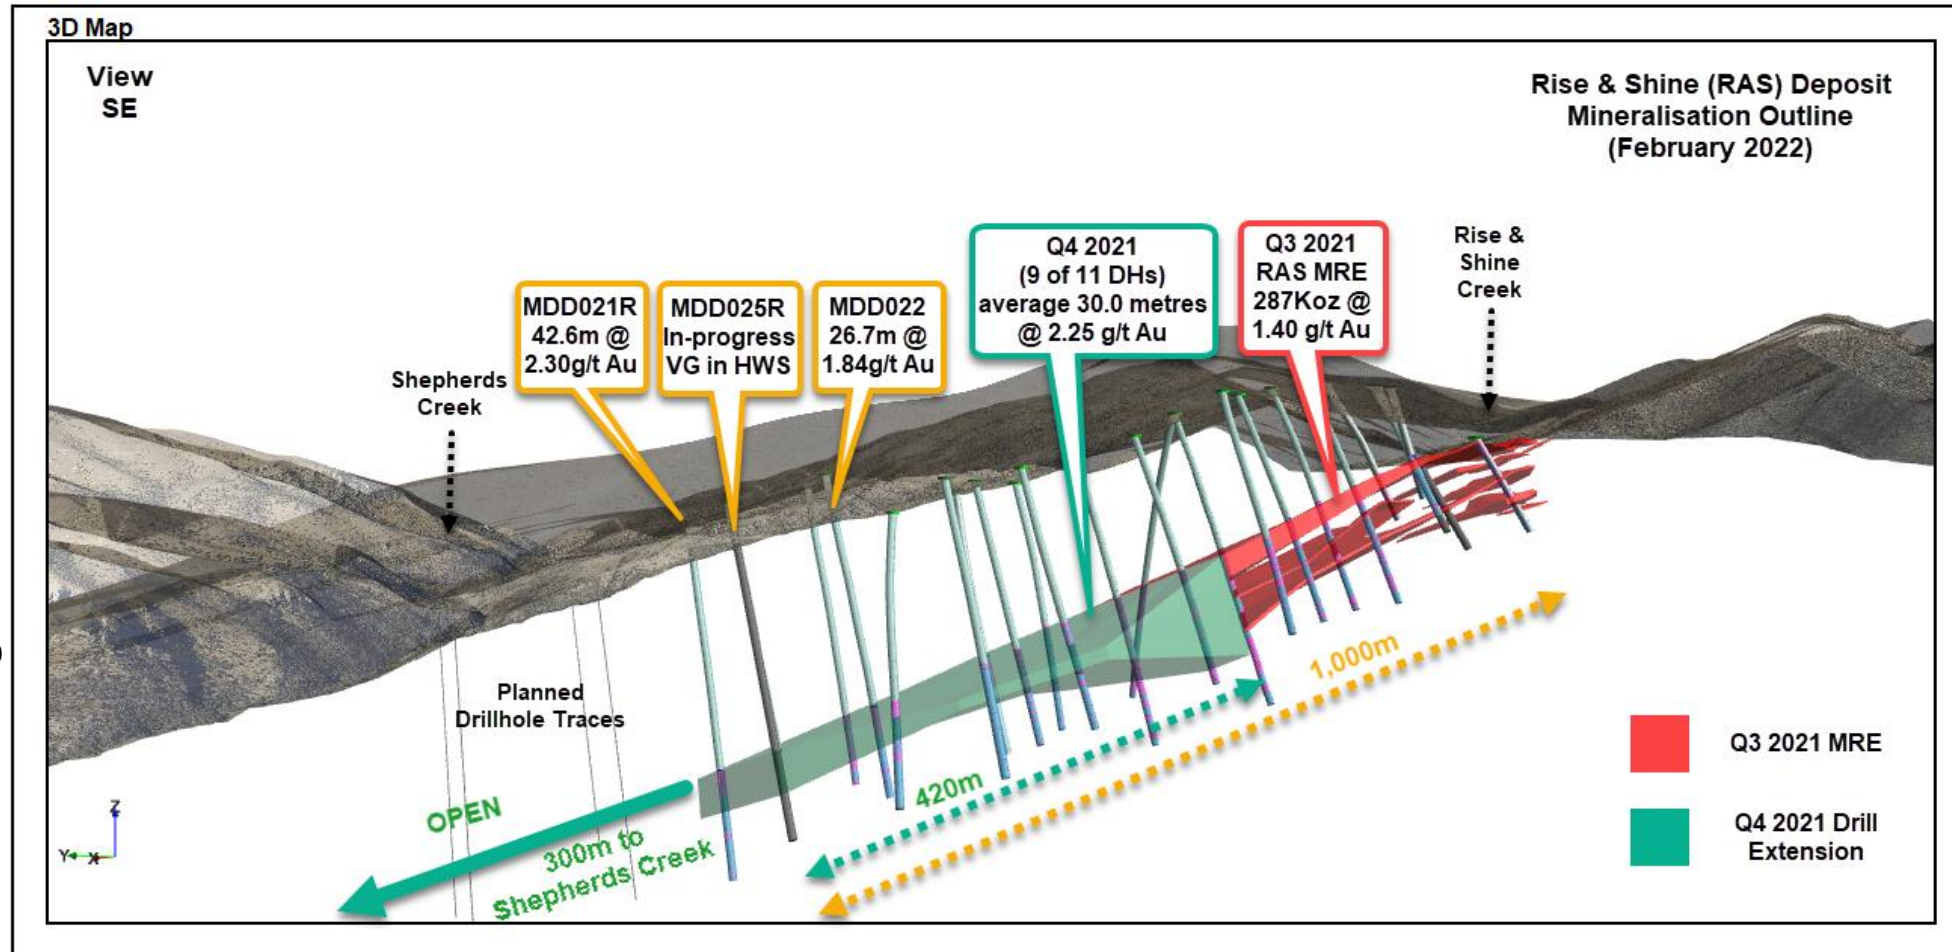 3D Map
View
SE
Rise & Shine (RAS) Deposit
Mineralisation Outline
(February 2022)
MDD021R
42.6m @
2.30g/t Au
MDD025R
In-progress
VG in HWS
MDD022
26.7m @
1.84g/t Au
Q4 2021
(9 of 11 DHs)
average 30.0 metres
@ 2.25 g/t Au
Q3 2021
RAS MRE
287Koz @
1.40 g/t Au
Rise &
Shine
Creek
Shepherds
Creek
Planned
Drillhole Traces
1,000m
420m
OPEN
300m to
Shepherds Creek
Z
Y
X
Q3 2021 MRE
Q4 2021 Drill
Extension